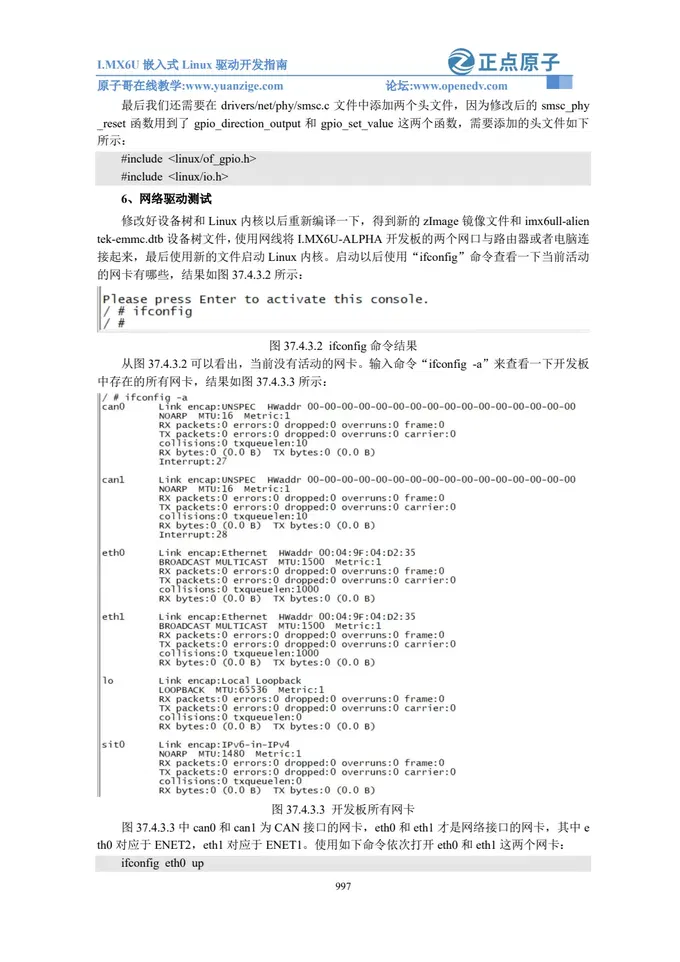 I.MX6U 嵌入式 Linux 驱动开发指南
正点原子
原子哥在线教学:www.yuanzige.com 论坛:www.openedv.com
最后我们还需要在 drivers/net/phy/smsc.c 文件中添加两个头文件，因为修改后的 smsc_phy
_reset 函数用到了 gpio_direction_output 和 gpio_set_value 这两个函数，需要添加的头文件如下
所示：
#include <linux/of_gpio.h>
#include <linux/io.h>
6、网络驱动测试
修改好设备树和 Linux 内核以后重新编译一下，得到新的 zImage 镜像文件和 imx6ull-alien
tek-emmc.dtb 设备树文件，使用网线将 I.MX6U-ALPHA 开发板的两个网口与路由器或者电脑连
接起来，最后使用新的文件启动 Linux 内核。启动以后使用“ifconfig”命令查看一下当前活动
的网卡有哪些，结果如图 37.4.3.2 所示：
Please press Enter to activate this console.
/ # ifconfig
/ #
图 37.4.3.2 ifconfig 命令结果
从图 37.4.3.2 可以看出，当前没有活动的网卡。输入命令“ifconfig -a”来查看一下开发板
中存在的所有网卡，结果如图 37.4.3.3 所示：
/ # ifconfig -a
can0 Link encap:UNSPEC HWaddr 00-00-00-00-00-00-00-00-00-00-00-00-00-00-00-00
NOARP MTU:16 Metric:1
RX packets:0 errors:0 dropped:0 overruns:0 frame:0
TX packets:0 errors:0 dropped:0 overruns:0 carrier:0
collisions:0 txqueuelen:10
RX bytes:0 (0.0 B) TX bytes:0 (0.0 B)
Interrupt:27
can1 Link encap:UNSPEC HWaddr 00-00-00-00-00-00-00-00-00-00-00-00-00-00-00-00
NOARP MTU:16 Metric:1
RX packets:0 errors:0 dropped:0 overruns:0 frame:0
TX packets:0 errors:0 dropped:0 overruns:0 carrier:0
collisions:0 txqueuelen:10
RX bytes:0 (0.0 B) TX bytes:0 (0.0 B)
Interrupt:28
eth0 Link encap:Ethernet HWaddr 00:04:9F:04:D2:35
BROADCAST MULTICAST MTU:1500 Metric:1
RX packets:0 errors:0 dropped:0 overruns:0 frame:0
TX packets:0 errors:0 dropped:0 overruns:0 carrier:0
collisions:0 txqueuelen:1000
RX bytes:0 (0.0 B) TX bytes:0 (0.0 B)
eth1 Link encap:Ethernet HWaddr 00:04:9F:04:D2:35
BROADCAST MULTICAST MTU:1500 Metric:1
RX packets:0 errors:0 dropped:0 overruns:0 frame:0
TX packets:0 errors:0 dropped:0 overruns:0 carrier:0
collisions:0 txqueuelen:1000
RX bytes:0 (0.0 B) TX bytes:0 (0.0 B)
lo Link encap:Local Loopback
LOOPBACK MTU:65536 Metric:1
RX packets:0 errors:0 dropped:0 overruns:0 frame:0
TX packets:0 errors:0 dropped:0 overruns:0 carrier:0
collisions:0 txqueuelen:0
RX bytes:0 (0.0 B) TX bytes:0 (0.0 B)
sit0 Link encap:IPv6-in-IPv4
NOARP MTU:1480 Metric:1
RX packets:0 errors:0 dropped:0 overruns:0 frame:0
TX packets:0 errors:0 dropped:0 overruns:0 carrier:0
collisions:0 txqueuelen:0
RX bytes:0 (0.0 B) TX bytes:0 (0.0 B)
图 37.4.3.3 开发板所有网卡
图 37.4.3.3 中 can0 和 can1 为 CAN 接口的网卡，eth0 和 eth1 才是网络接口的网卡，其中 e
th0 对应于 ENET2，eth1 对应于 ENET1。使用如下命令依次打开 eth0 和 eth1 这两个网卡：
ifconfig eth0 up
997